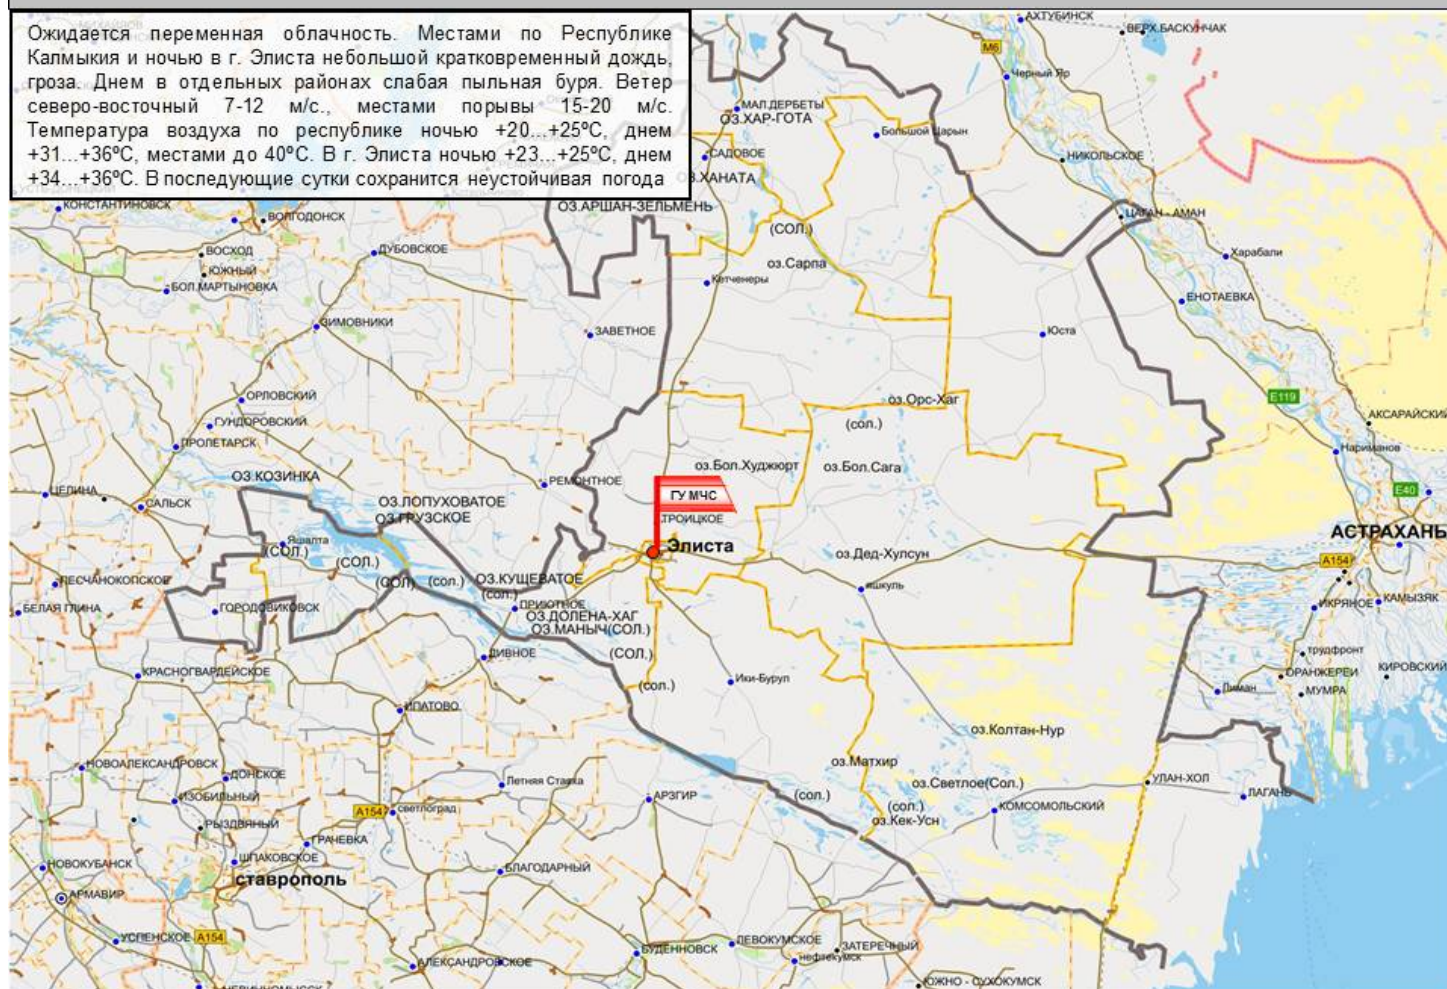 Ожидается переменная облачность. Местами по Республике
Калмыкия и ночью в г. Элиста небольшой кратковременный дождь,
гроза. Днем в отдельных районах слабая пыльная буря. Ветер
северо-восточный 7-12 м/с., местами порывы 15-20 м/с.
Температура воздуха по республике ночью +20...+25ºС, днем
+31...+36ºС, местами до 40ºС. В г. Элиста ночью +23...+25ºС, днем
+34...+36ºС. В последующие сутки сохранится неустойчивая погода
АХТУБИНСК
ВЕРХ.БАСКУНЧАК
М6
Черный Яр
МАЛ.ДЕРБЕТЫ
ОЗ.ХАР-ГОТА
Большой Царын
САДОВОЕ
НИКОЛЬСКОЕ
ОЗ.ХАНАТА
КОНСТАНТИНОВСК
ВОЛГОДОНСК
ОЗ.АРШАН-ЗЕЛЬМЕНЬ
ЦАГАН - АМАН
(СОЛ.)
ВОСХОД
ДУБОВСКОЕ
Харабали
ЮЖНЫЙ
оз.Сарпа
БОЛ.МАРТЫНОВКА
Кетченеры
ЕНОТАЕВКА
ЗИМОВНИКИ
ЗАВЕТНОЕ
Юста
ОРЛОВСКИЙ
оз.Орс-Хаг
Е119
ГУНДОРОВСКИЙ
(сол.)
АКСАРАЙСКИЙ
ПРОЛЕТАРСК
Нариманов
оз.Бол.Худжюрт
оз.Бол.Сага
ОЗ.КОЗИНКА
РЕМОНТНОЕ
ЦЕЛИНА
ГУ МЧС
Е40
САЛЬСК
ОЗ.ЛОПУХОВАТОЕ
ОЗ.ГРУЗСКОЕ
ТРОИЦКОЕ
АСТРАХАНЬ
Яшалта
Элиста
(СОЛ.)
(СОЛ.)
оз.Дед-Хулсун
А154
ПЕСЧАНОКОПСКОЕ
(СОЛ)
(сол.)
ОЗ.КУЩЕВАТОЕ
(сол.)
яшкуль
КАМЫЗЯК
БЕЛАЯ ГЛИНА
ГОРОДОВИКОВСК
ПРИЮТНОЕ
ИКРЯНОЕ
ОЗ.ДОЛЕНА-ХАГ
ОЗ.МАНЫЧ(СОЛ.)
ДИВНОЕ
(СОЛ.)
трудфронт
КРАСНОГВАРДЕЙСКОЕ
ОРАНЖЕРЕИ
КИРОВСКИЙ
(сол.)
Ики-Бурул
Лиман
МУМРА
ИПАТОВО
оз.Колтан-Нур
НОВОАЛЕКСАНДРОВСК
ДОНСКОЕ
Летняя Ставка
оз.Матхир
оз.Светлое(Сол.)
УЛАН-ХОЛ
ИЗОБИЛЬНЫЙ
АРЗГИР
(сол.)
ЛАГАНЬ
А154
светлоград
(сол.)
КОМСОМОЛЬСКИЙ
РЫЗДВЯНЫЙ
оз.Кек-Усн
ГРАЧЕВКА
НОВОКУБАНСК
ШПАКОВСКОЕ
БЛАГОДАРНЫЙ
ставрополь
АРМАВИР
УСПЕНСКОЕ
А154
БУДЕННОВСК
ЛЕВОКУМСКОЕ
ЗАТЕРЕЧНЫЙ
АЛЕКСАНДРОВСКОЕ
нефтекумск
ЮЖНО - СУХОКУМСК